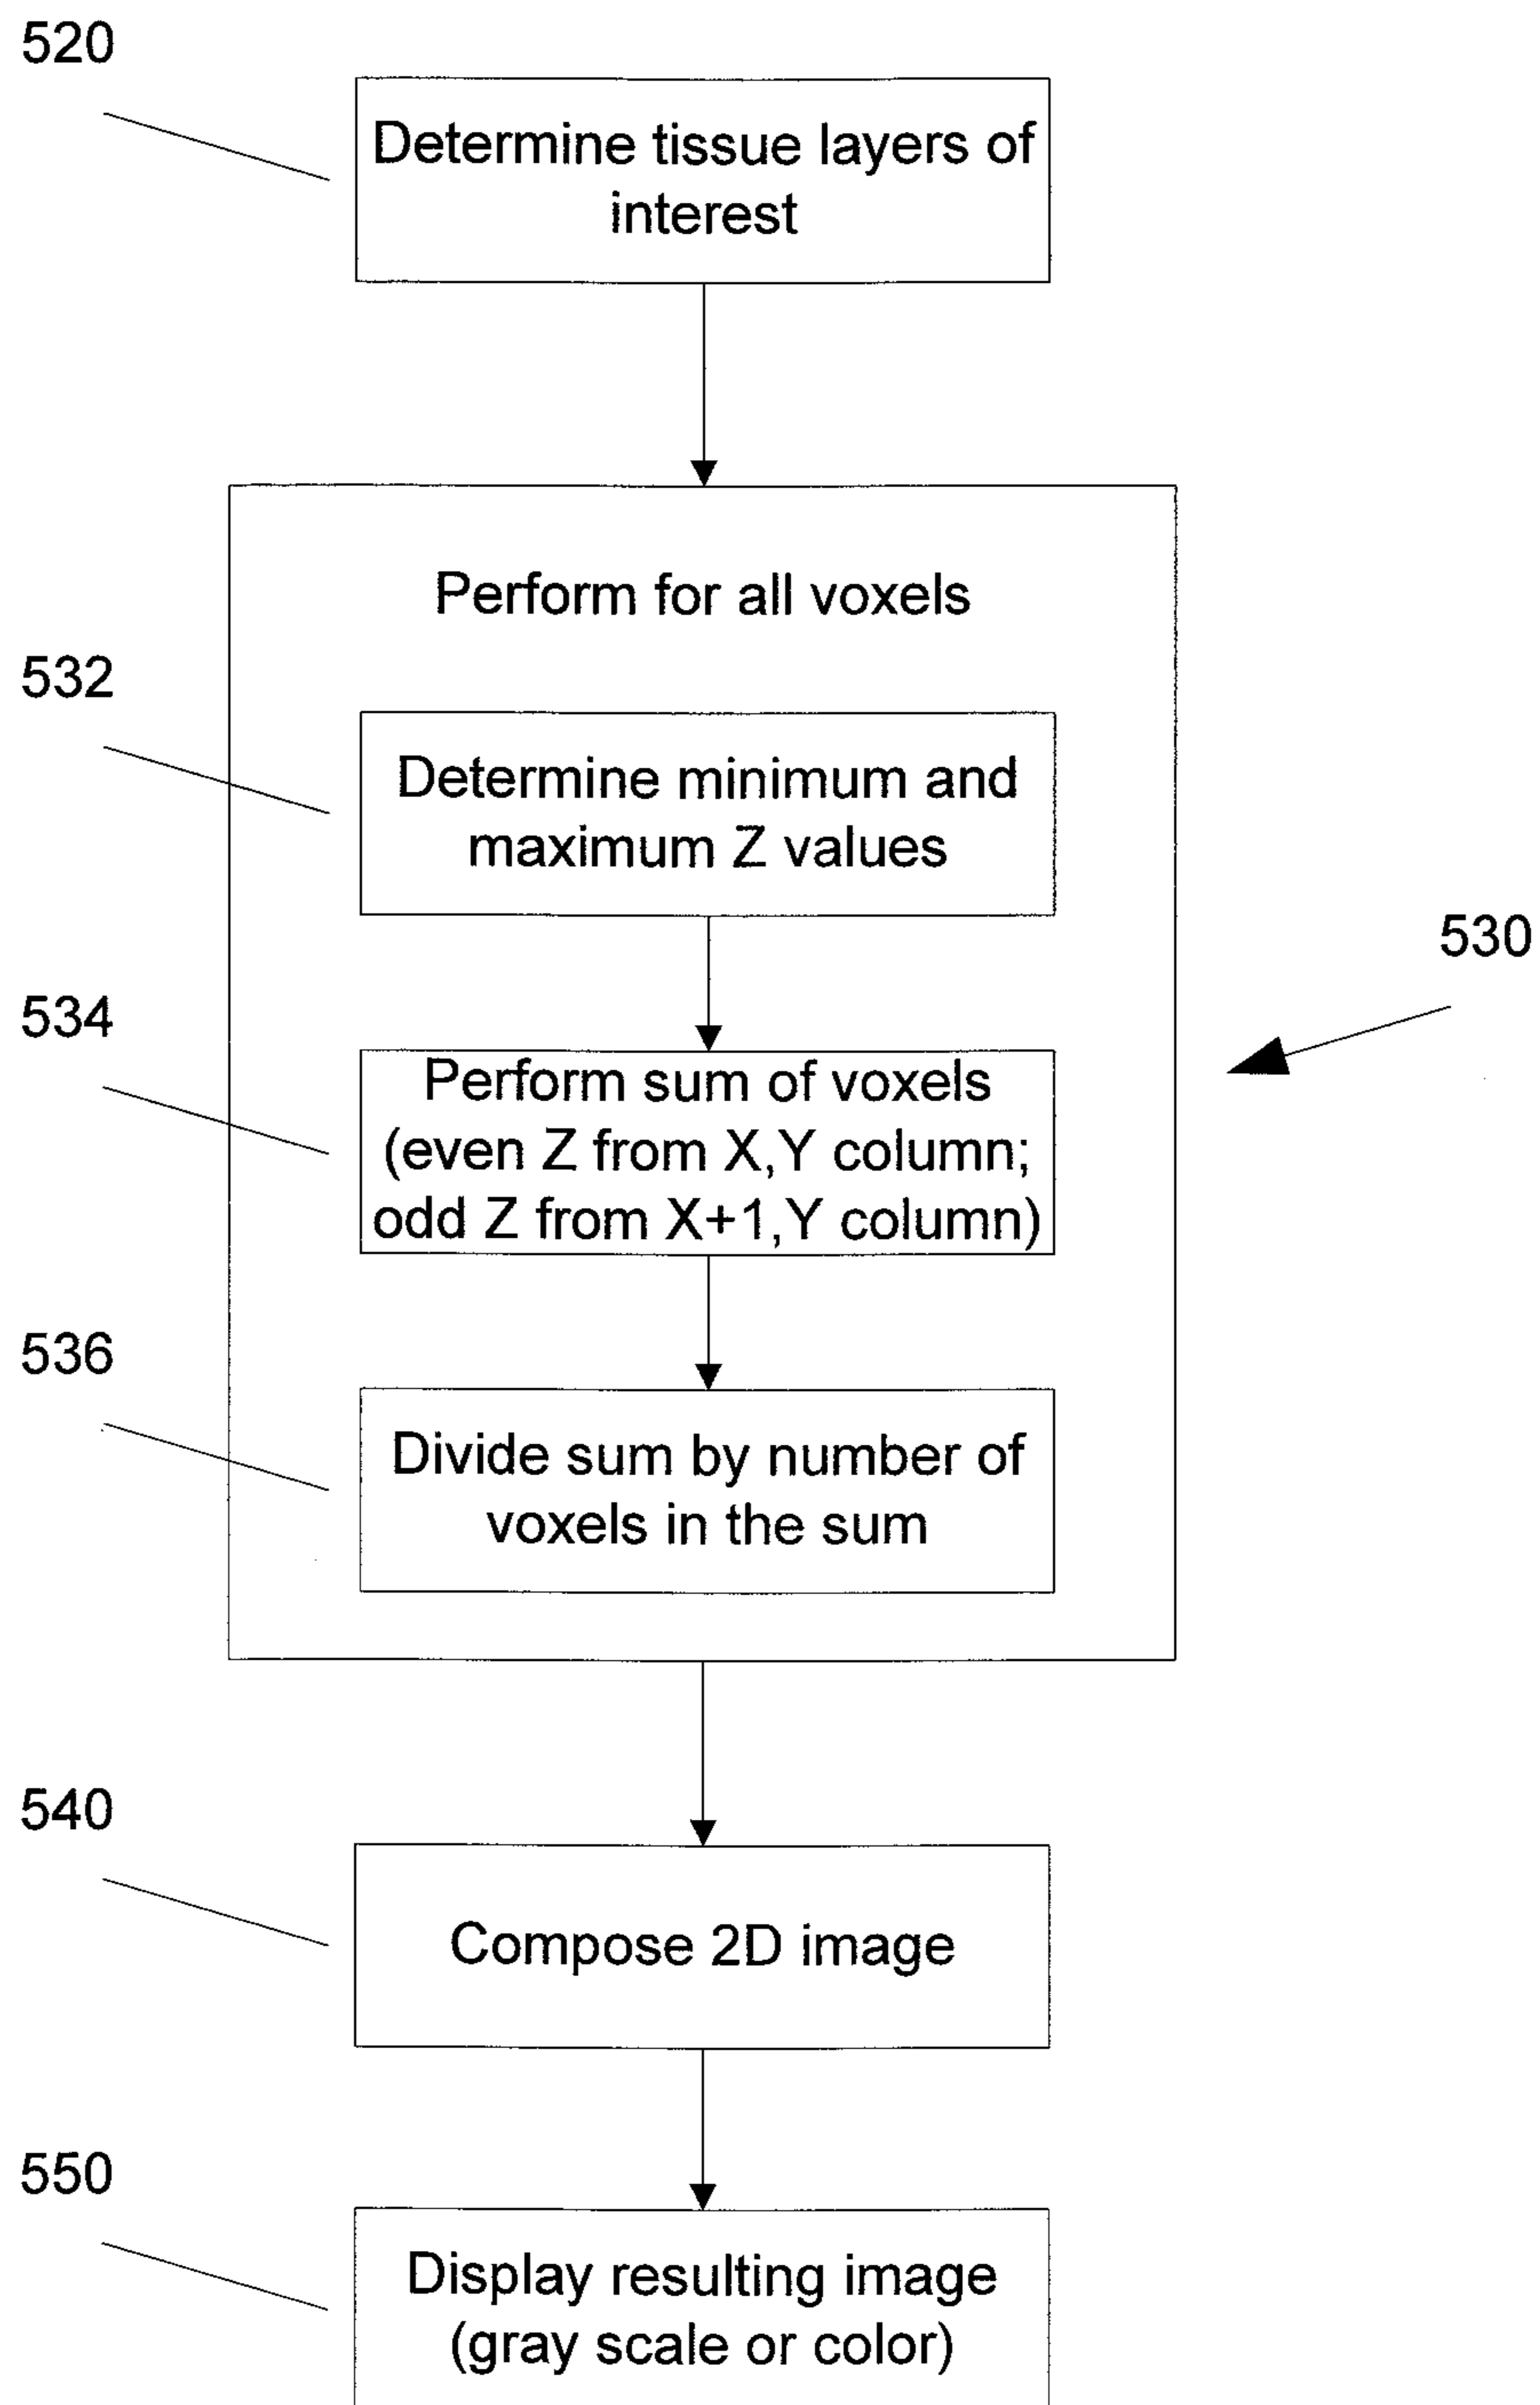 520
Determine tissue layers of
interest
Perform for all voxels
532
Determine minimum and
maximum Z values
530
534
Perform sum of voxels
(even Z from X,Y column;
odd Z from X+1,Y column)
536
Divide sum by number of
voxels in the sum
540
Compose 2D image
550
Display resulting image
(gray scale or color)